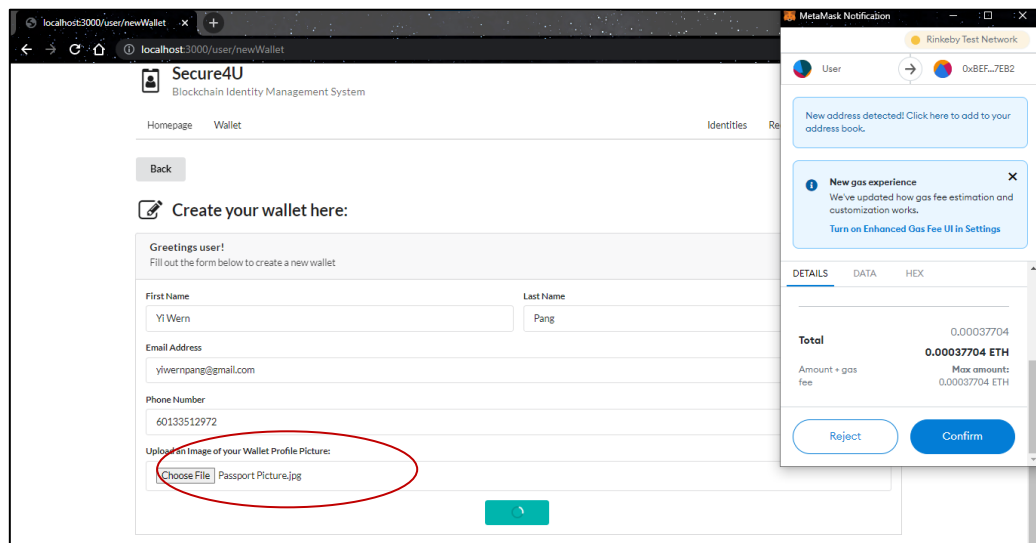 localhost:3000/user/newWallet
localhost:3000/user/newWallet
Secure4U
Blockchain Identity Management System
Homepage Wallet Identities
Back
Create your wallet here:
Greetings user!
Fill out the form below to create a new wallet
First Name Last Name
Yi Wern Pang
Email Address
yiwernpang@gmail.com
Phone Number
60133512972
Upload an Image of your Wallet Profile Picture:
Choose File Passport Picture.jpg
MetaMask Notification
Rinkeby Test Network
User 0xBEF...7EB2
New address detected! Click here to add to your
address book.
New gas experience
We've updated how gas fee estimation and
customization works.
Turn on Enhanced Gas Fee UI in Settings
DETAILS DATA HEX
0.00037704
Total
0.00037704 ETH
Amount + gas Max amount:
fee 0.00037704 ETH
Reject Confirm